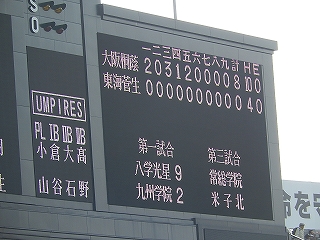 S
O
一二三四五六七八九計HE
大阪桐蔭 2 0 3 1 2 0 0 0 0 8 10 0
東海菅生 0 0 0 0 0 0 0 0 0 0 4 0
UMPIRES
PL 1B 2B 3B
小倉大高
山谷石野
第一試合
八学光星 9
九州学院 2
第三試合
常総学院
米子北
命を守